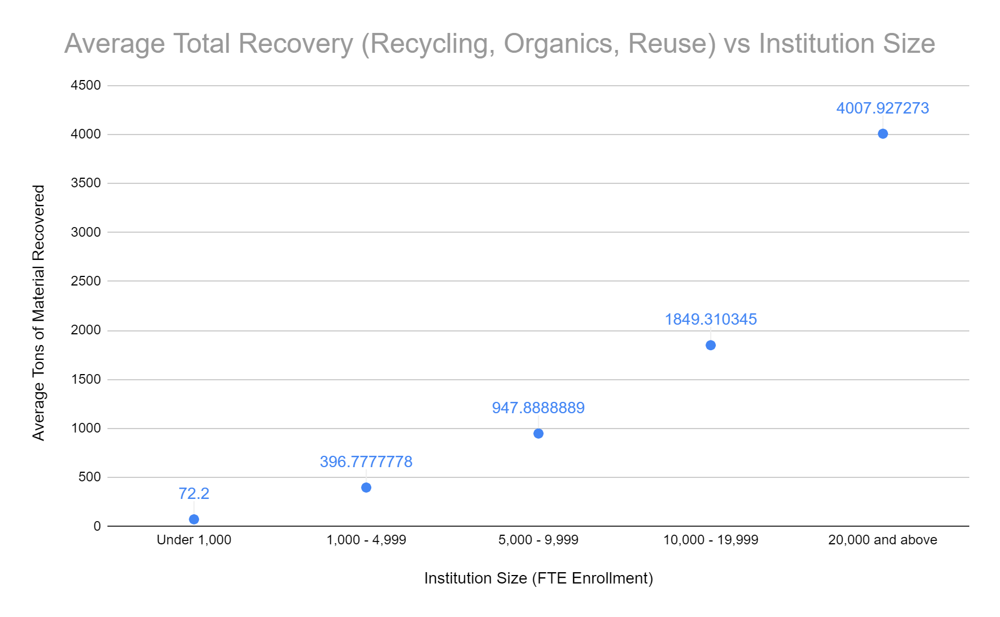 Average Total Recovery (Recycling, Organics, Reuse) vs Institution Size
Average Tons of Material Recovered
4500
4000
3500
3000
2500
2000
1500
1000
500
0
72.2
396.7777778
947.8888889
1849.310345
4007.927273
Under 1,000
1,000 - 4,999
5,000 - 9,999
10,000 - 19,999
20,000 and above
Institution Size (FTE Enrollment)